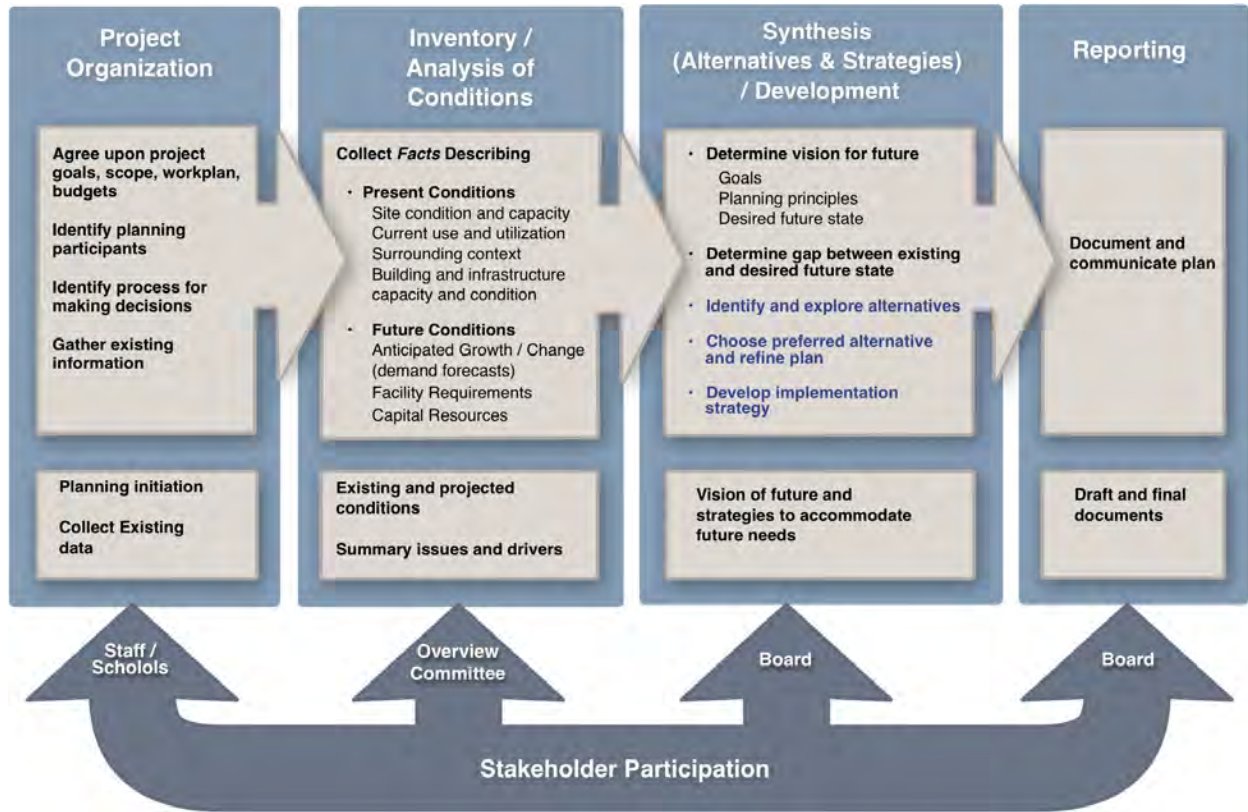 Project
Organization
Agree upon project
goals, scope, workplan,
budgets
Identify planning
participants
Identify process for
making decisions
Gather existing
information
Planning initiation
Collect Existing
data
Staff /
Scholols
Inventory /
Analysis of
Conditions
Collect Facts Describing
· Present Conditions
Site condition and capacity
Current use and utilization
Surrounding context
Building and infrastructure
capacity and condition
· Future Conditions
Anticipated Growth / Change
(demand forecasts)
Facility Requirements
Capital Resources
Existing and projected
conditions
Summary issues and drivers
Overview
Committee
Synthesis
(Alternatives & Strategies)
/ Development
· Determine vision for future
Goals
Planning principles
Desired future state
· Determine gap between existing
and desired future state
· Identify and explore alternatives
· Choose preferred alternative
and refine plan
· Develop implementation
strategy
Vision of future and
strategies to accommodate
future needs
Board
Reporting
Document and
communicate plan
Draft and final
documents
Board
Stakeholder Participation